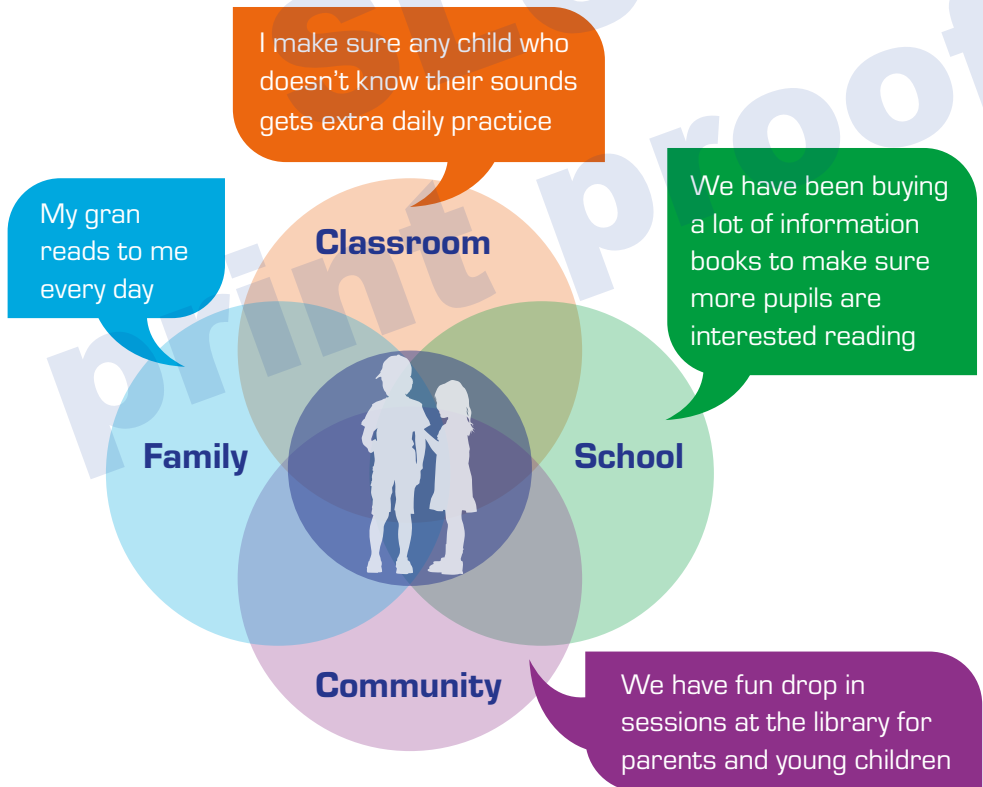 I make sure any child who
doesn't know their sounds
gets extra daily practice
My gran
reads to me
every day
We have been buying
a lot of information
books to make sure
more pupils are
interested reading
Classroom
Family
School
Community
We have fun drop in
sessions at the library for
parents and young children
print proof